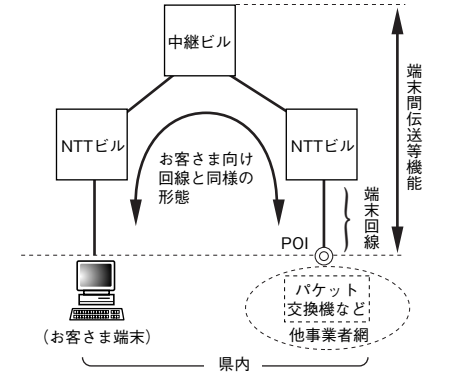 中継ビル
NTTビル
NTTビル
お客さま向け
回線と同様の
形態
端末間伝送等機能
端末回線
POI
パケット
交換機など
他事業者網
(お客さま端末)
県内